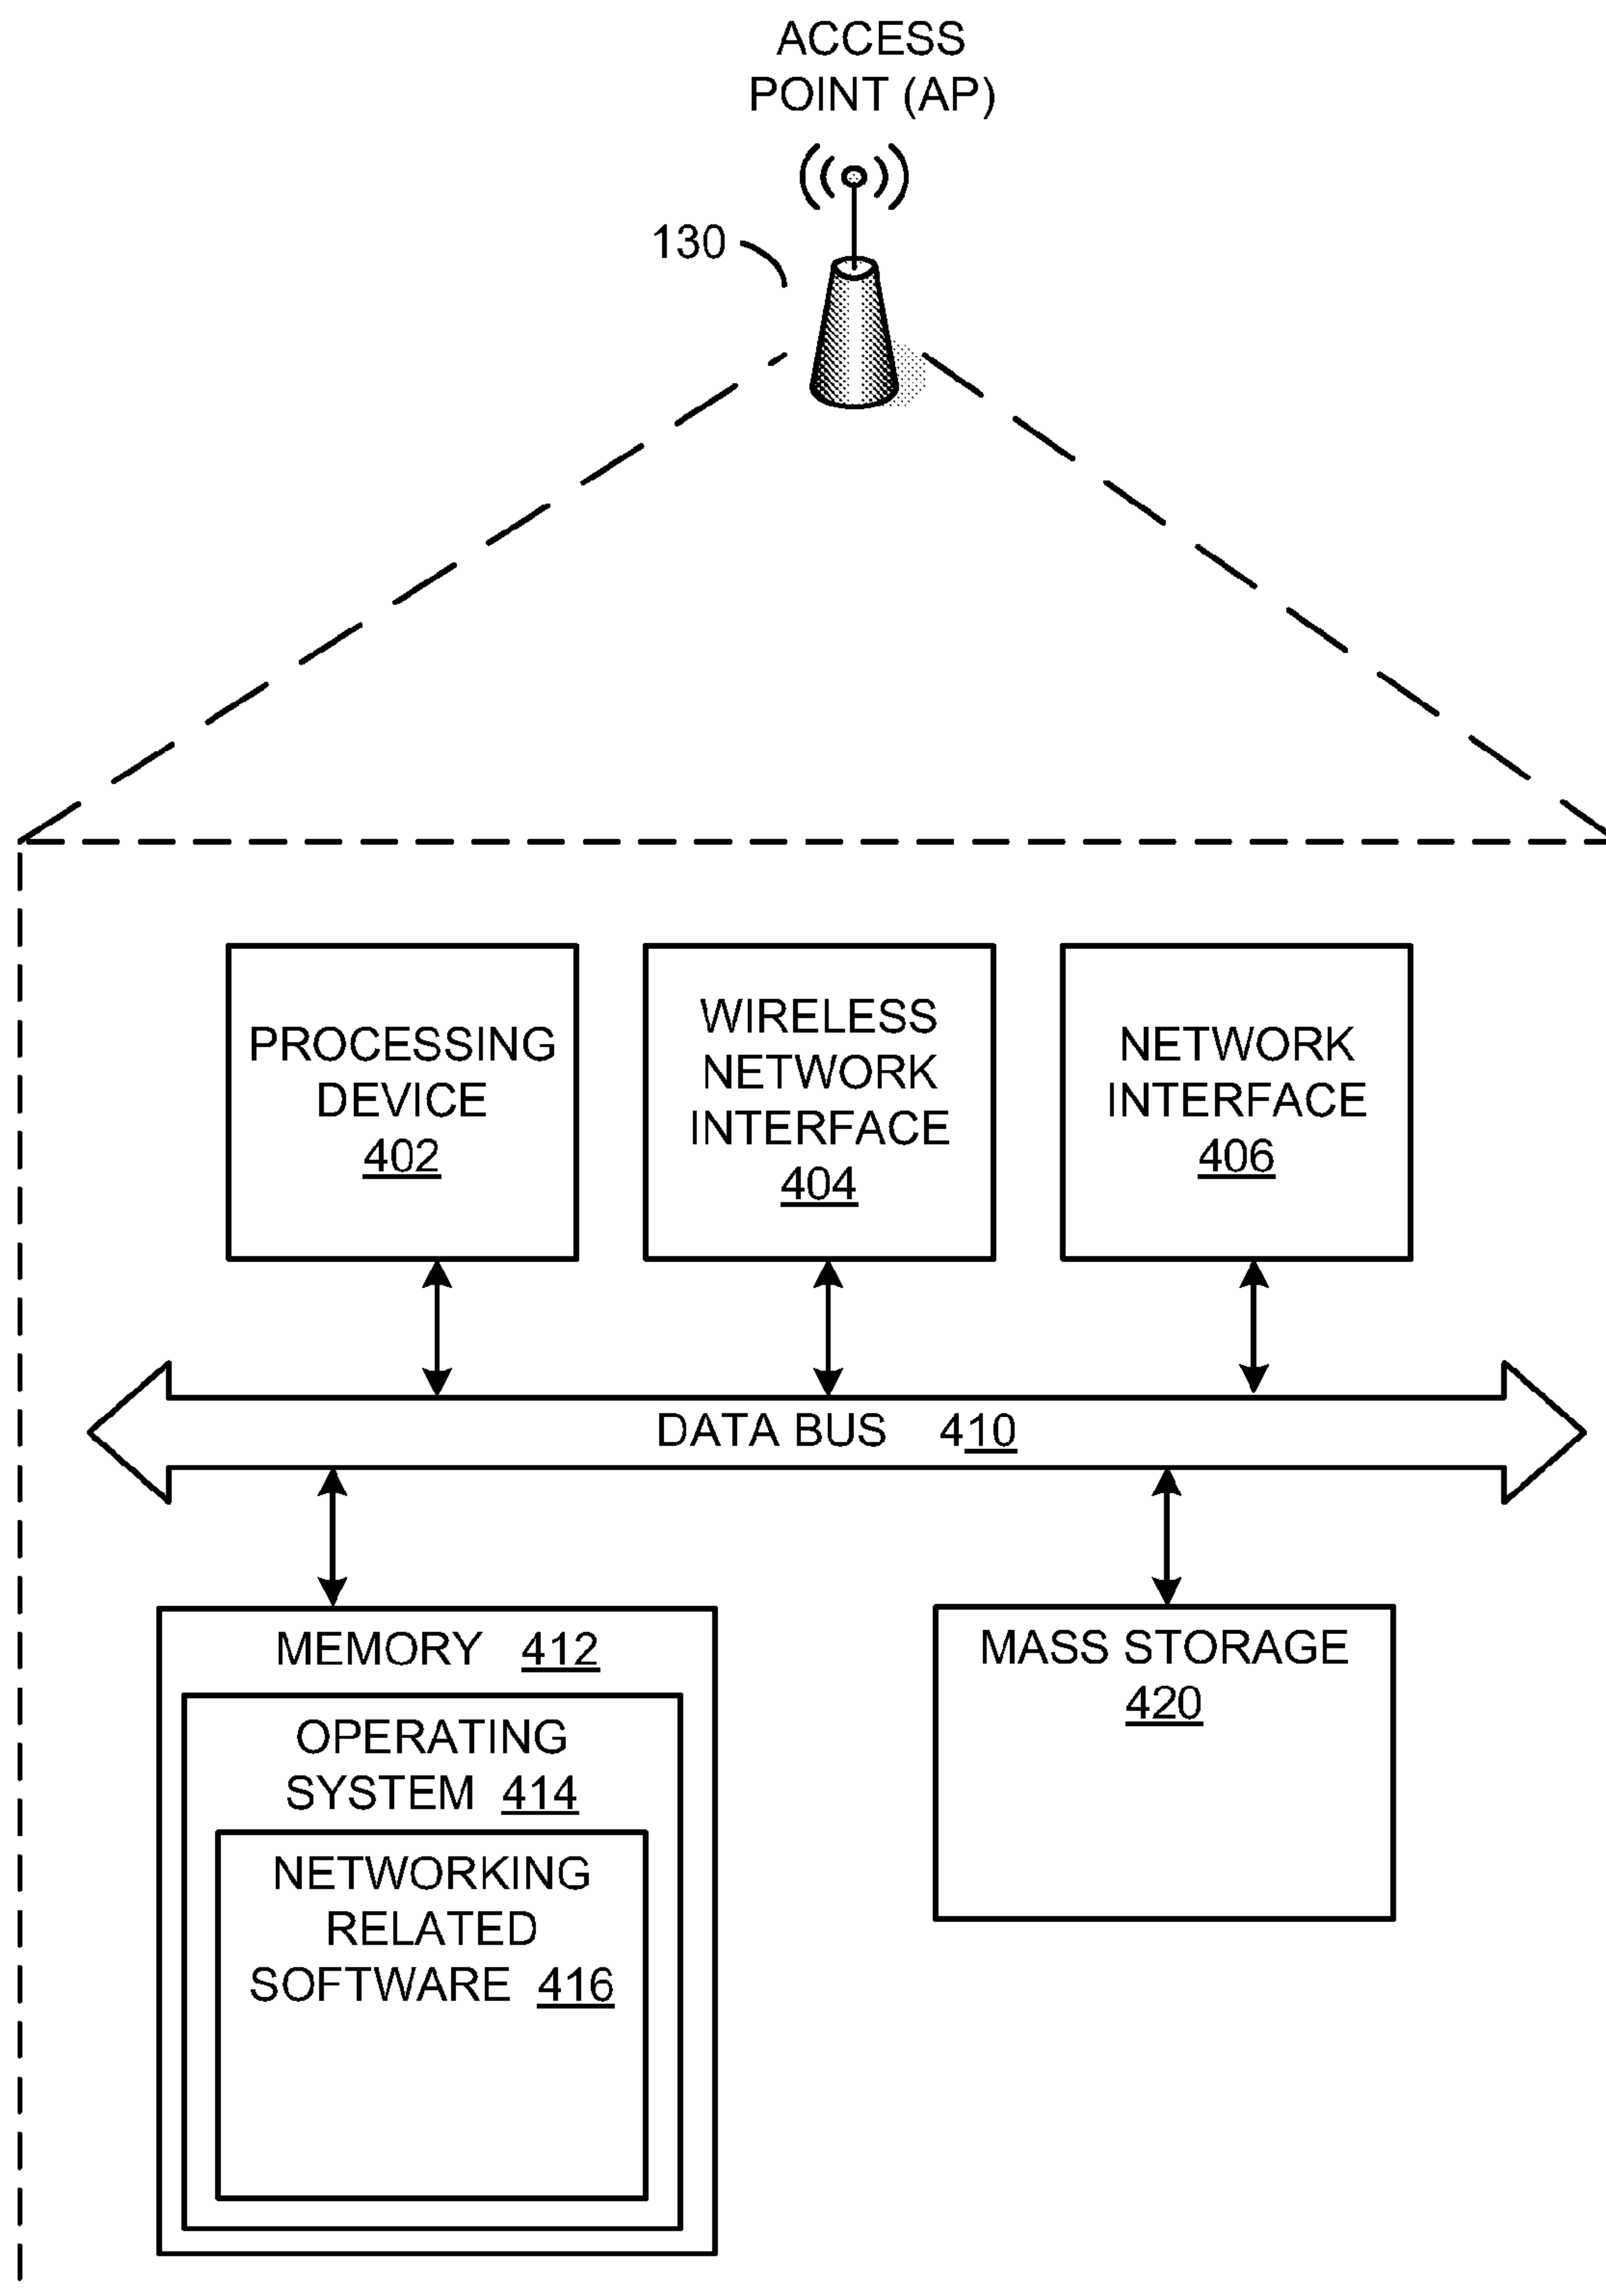 ACCESS
POINT (AP)
130
PROCESSING
DEVICE
402
WIRELESS
NETWORK
INTERFACE
404
NETWORK
INTERFACE
406
DATA BUS 410
MEMORY 412
OPERATING
SYSTEM 414
NETWORKING
RELATED
SOFTWARE 416
MASS STORAGE
420